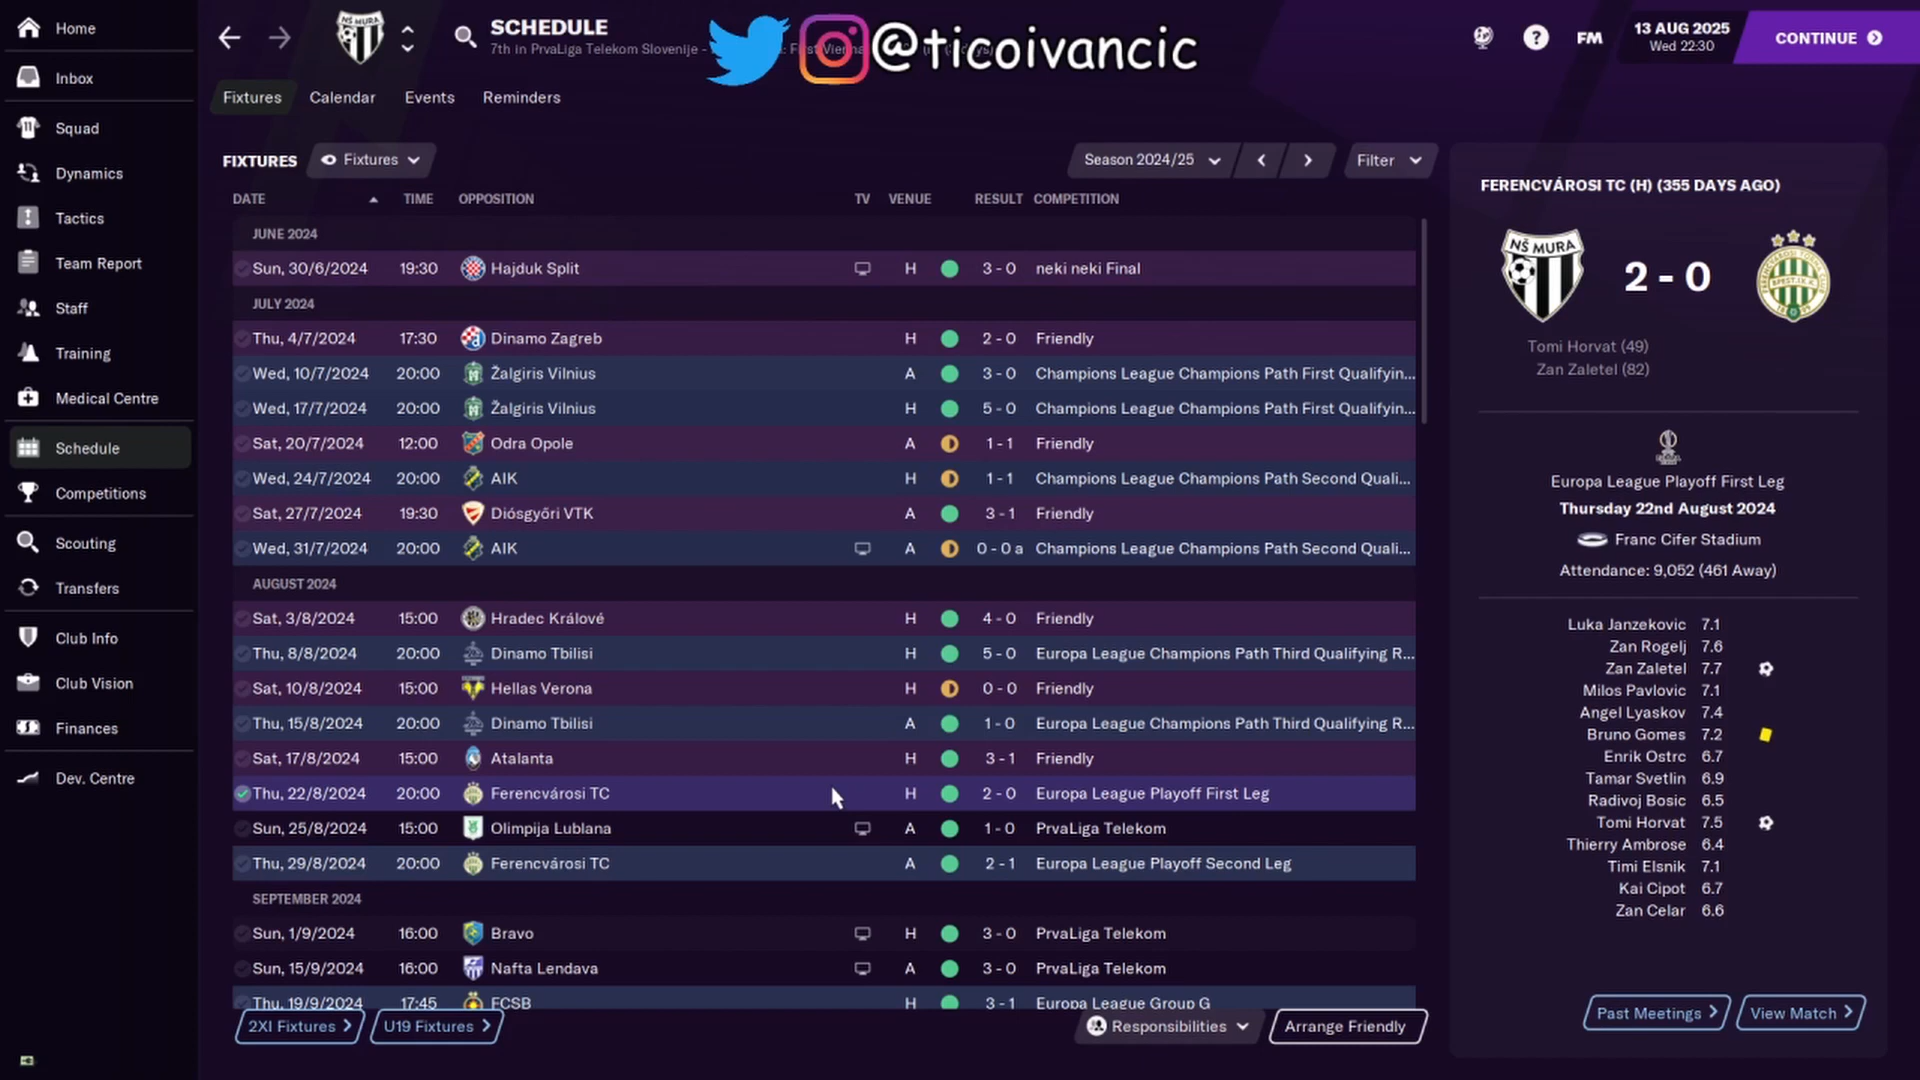 Home
Inbox
Squad
Dynamics
Tactics
Team Report
Staff
Training
Medical Centre
Schedule
Competitions
Scouting
Transfers
Club Info
Club Vision
Finances
Dev. Centre
NŠ MURA
SCHEDULE
7th in PrvaLiga Telekom Slovenije -
@ticoivancic
FM
13 AUG 2025
Wed 22:30
CONTINUE
Fixtures Calendar Events Reminders
FIXTURES Fixtures Season 2024/25 Filter
DATE TIME OPPOSITION TV VENUE RESULT COMPETITION
JUNE 2024
Sun, 30/6/2024 19:30 Hajduk Split H 3 - 0 neki neki Final
JULY 2024
Thu, 4/7/2024 17:30 Dinamo Zagreb H 2 - 0 Friendly
Wed, 10/7/2024 20:00 Žalgiris Vilnius A 3 - 0 Champions League Champions Path First Qualifyin...
Wed, 17/7/2024 20:00 Žalgiris Vilnius H 5 - 0 Champions League Champions Path First Qualifyin...
Sat, 20/7/2024 12:00 Odra Opole A 1 - 1 Friendly
Wed, 24/7/2024 20:00 AIK H 1 - 1 Champions League Champions Path Second Quali...
Sat, 27/7/2024 19:30 Diósgyőri VTK A 3 - 1 Friendly
Wed, 31/7/2024 20:00 AIK A 0 - 0 a Champions League Champions Path Second Quali...
AUGUST 2024
Sat, 3/8/2024 15:00 Hradec Králové H 4 - 0 Friendly
Thu, 8/8/2024 20:00 Dinamo Tbilisi H 5 - 0 Europa League Champions Path Third Qualifying R...
Sat, 10/8/2024 15:00 Hellas Verona H 0 - 0 Friendly
Thu, 15/8/2024 20:00 Dinamo Tbilisi A 1 - 0 Europa League Champions Path Third Qualifying R...
Sat, 17/8/2024 15:00 Atalanta H 3 - 1 Friendly
Thu, 22/8/2024 20:00 Ferencvárosi TC H 2 - 0 Europa League Playoff First Leg
Sun, 25/8/2024 15:00 Olimpija Lublana A 1 - 0 PrvaLiga Telekom
Thu, 29/8/2024 20:00 Ferencvárosi TC A 2 - 1 Europa League Playoff Second Leg
SEPTEMBER 2024
Sun, 1/9/2024 16:00 Bravo H 3 - 0 PrvaLiga Telekom
Sun, 15/9/2024 16:00 Nafta Lendava A 3 - 0 PrvaLiga Telekom
Thu, 19/9/2024 17:45 FCSB H 3 - 1 Europa League Group G
2XI Fixtures U19 Fixtures Responsibilities Arrange Friendly
FERENCVÁROSI TC (H) (355 DAYS AGO)
NŠ MURA
2 - 0
Tomi Horvat (49)
Zan Zaletel (82)
Europa League Playoff First Leg
Thursday 22nd August 2024
Franc Cifer Stadium
Attendance: 9,052 (461 Away)
Luka Janzekovic 7.1
Zan Rogelj 7.6
Zan Zaletel 7.7
Milos Pavlovic 7.1
Angel Lyaskov 7.4
Bruno Gomes 7.2
Enrik Ostrc 6.7
Tamar Svetlin 6.9
Radivoj Bosic 6.5
Tomi Horvat 7.5
Thierry Ambrose 6.4
Timi Elsnik 7.1
Kai Cipot 6.7
Zan Celar 6.6
Past Meetings View Match